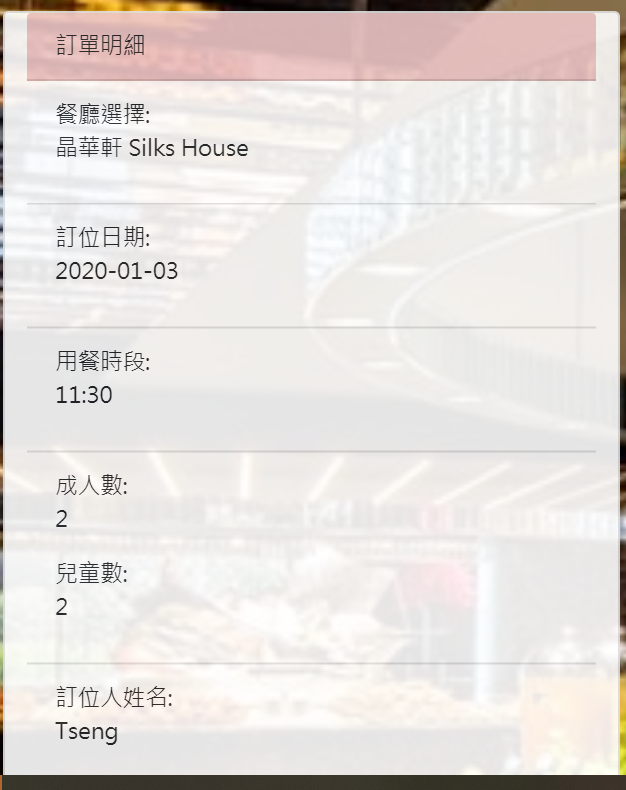 訂單明細
餐廳選擇:
晶華軒 Silks House
訂位日期:
2020-01-03
用餐時段:
11:30
成人數:
2
兒童數:
2
訂位人姓名:
Tseng